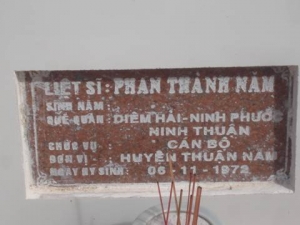 LIỆT SĨ : PHAN THÀNH NĂM
SINH NĂM :
QUÊ QUÁN : DIÊM HẢI-NINH PHƯỚC
NINH THUẬN
CHỨC VỤ : CÁN BỘ
ĐƠN VỊ : HUYỆN THUẬN NAM
NGÀY HY SINH : 06-11-1972